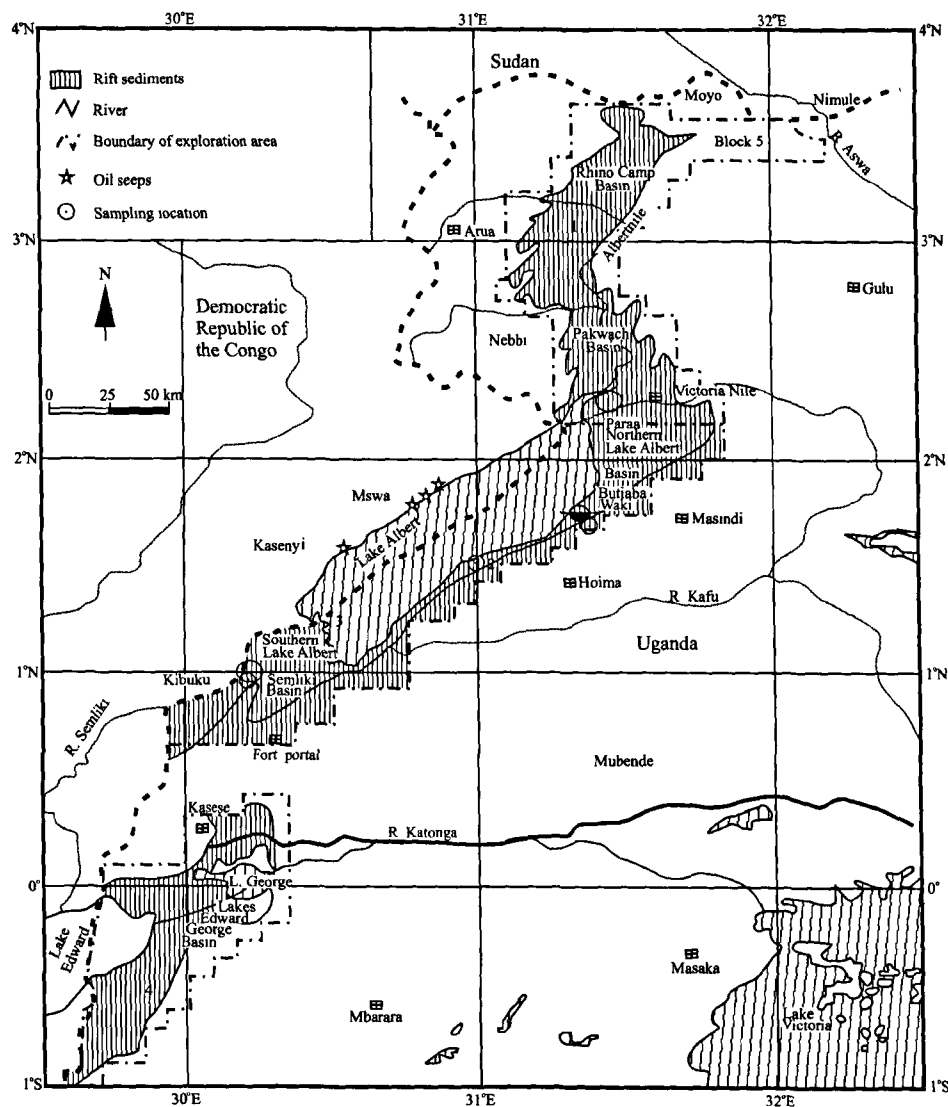 30°E
31°E
32°E
4°N
4°N
Rift sediments
River
Boundary of exploration area
Oil seeps
Sampling location
Sudan
Moyo
Nimule
Block 5
R. Aswa
Rhino Camp
Basin
Albertnile
Arua
3°N
3°N
N
Gulu
Democratic
Republic of
the Congo
Nebbi
Pakwach
Basin
0 25 50 km
Victoria Nile
Paraa
Northern
Lake Albert
Basin
2°N
2°N
Mswa
Butiaba
Waki
Masindi
Lake Albert
Kasenyi
Hoima
R Kafu
3
Uganda
Southern
Lake Albert
1°N
1°N
Kibuku
Semliki
Basin
R. Semliki
Fort portal
Mubende
Kasese
R Katonga
0°
0°
L. George
Lakes
Edward
George
Basin
Lake
Edward
Masaka
4
Lake
Victoria
Mbarara
1°S
1°S
30°E
31°E
32°E